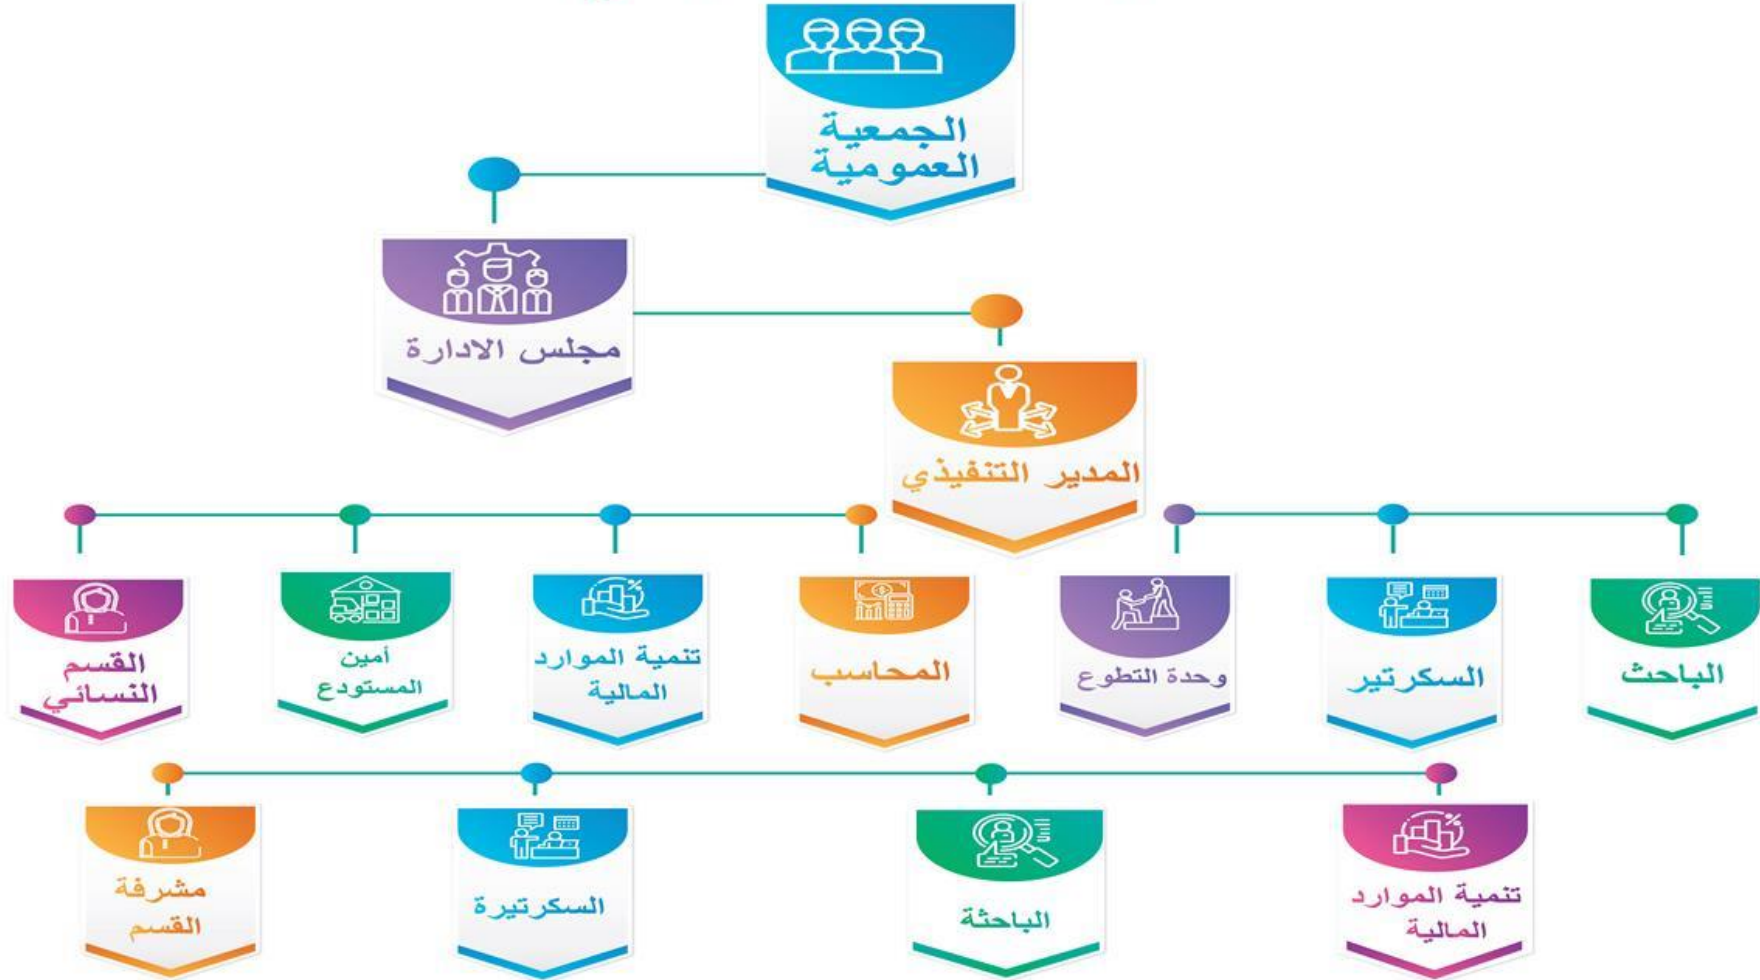 الجمعية
العمومية
مجلس الادارة
المدير التنفيذي
الباحث
السكرتير
وحدة التطوع
المحاسب
تنمية الموارد
المالية
أمين
المستودع
القسم
النسائي
تنمية الموارد
المالية
الباحثة
السكرتيرة
مشرفة
القسم